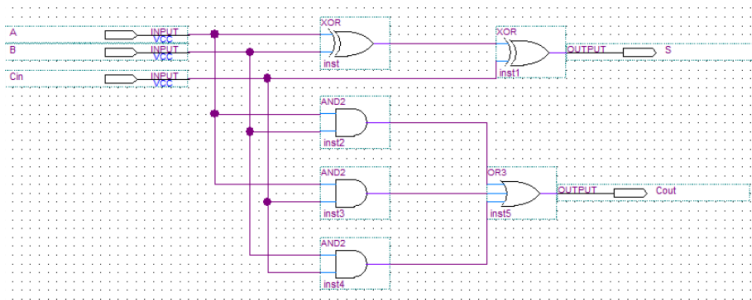 XOR
XOR
A INPUT
VCC
B INPUT
VCC
OUTPUT S
inst
inst1
Cin INPUT
VCC
AND2
inst2
AND2
OR3
OUTPUT Cout
inst3
inst5
AND2
inst4